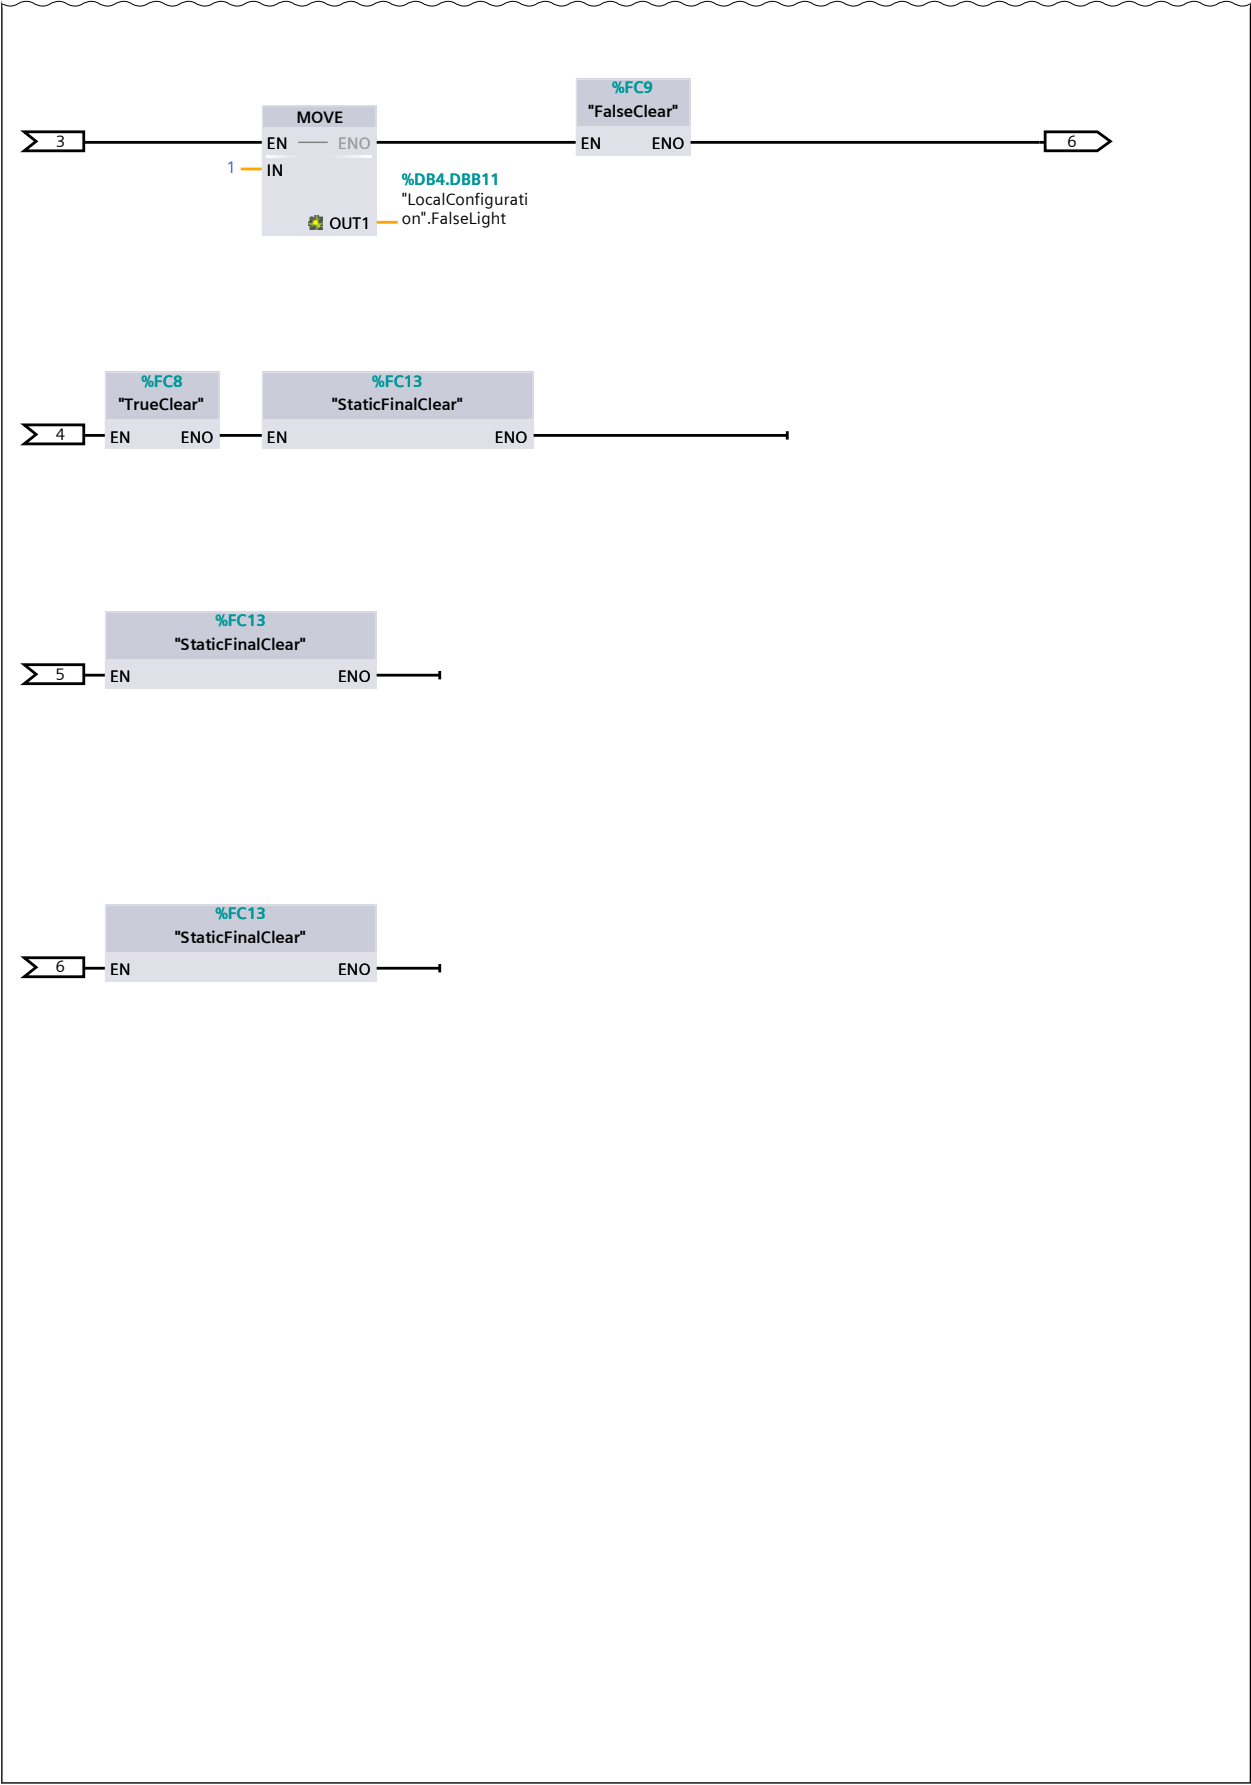 %FC9
"FalseClear"
MOVE
3
EN
ENO
EN
ENO
6
1
IN
%DB4.DBB11
"LocalConfigurati
on".FalseLight
OUT1
%FC8
"TrueClear"
%FC13
"StaticFinalClear"
4
EN
ENO
EN
ENO
%FC13
"StaticFinalClear"
5
EN
ENO
%FC13
"StaticFinalClear"
6
EN
ENO